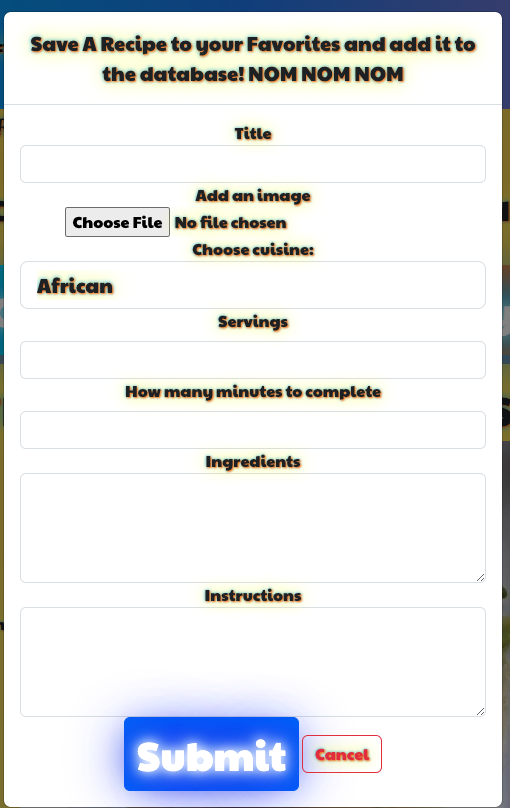 Save A Recipe to your Favorites and add it to
the database! NOM NOM NOM
Title
Add an image
Choose File No file chosen
Choose cuisine:
African
Servings
How many minutes to complete
Ingredients
Instructions
Submit Cancel